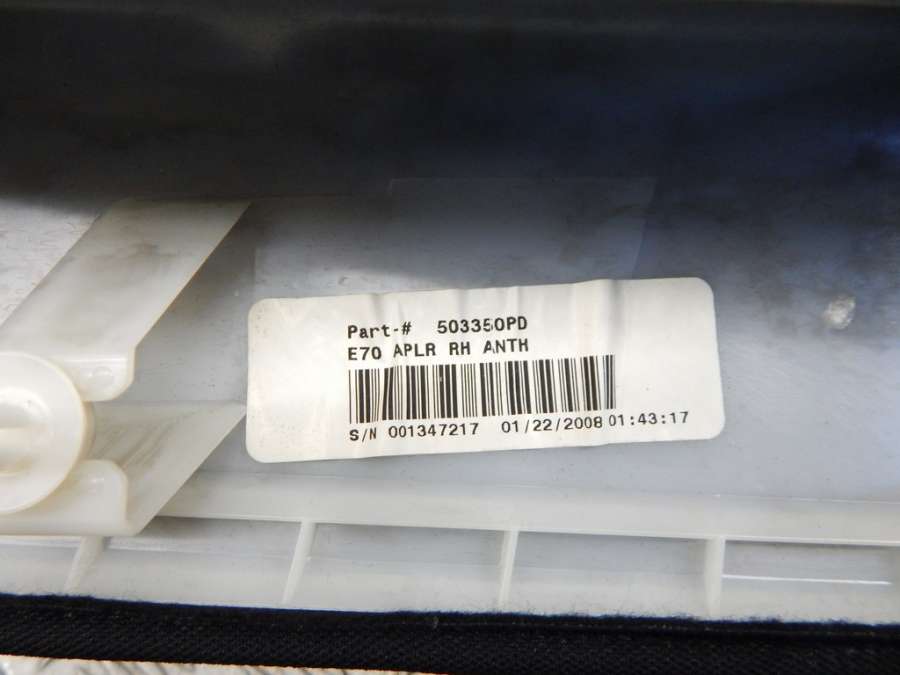 Part-# 503350PD
E70 APLR RH ANTH
S/N 001347217 01/22/2008 01:43:17